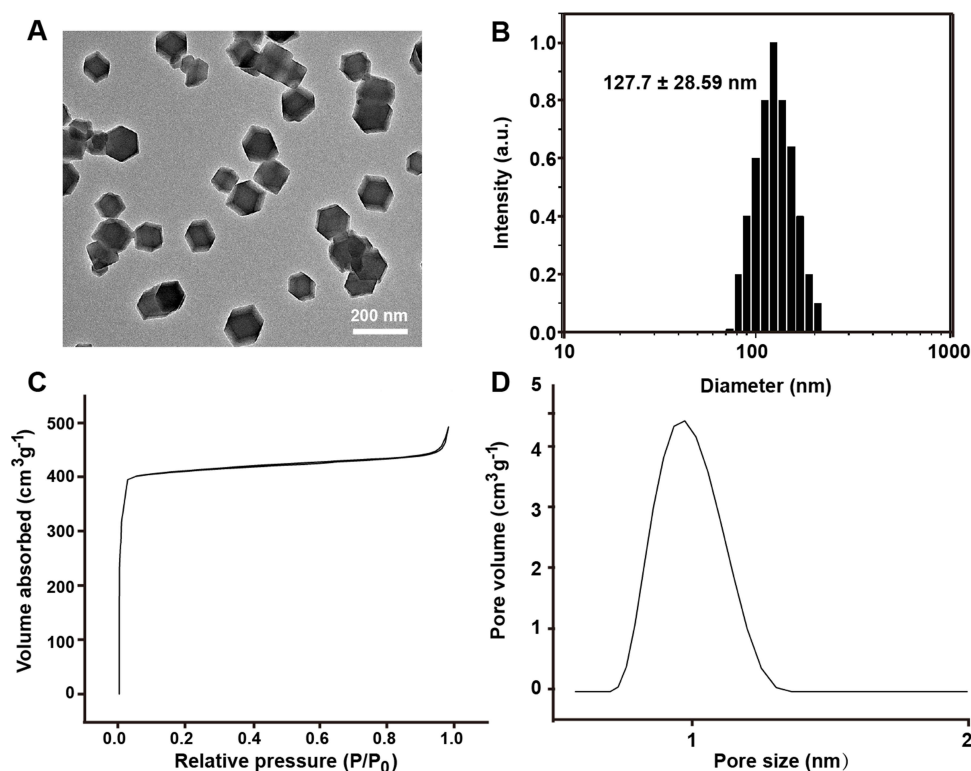 A
200 nm
B
127.7 ± 28.59 nm
Intensity (a.u.)
1.0
0.8
0.6
0.4
0.2
0.0
10
100
1000
Diameter (nm)
C
Volume absorbed (cm³g⁻¹)
500
400
300
200
100
0
0.0
0.2
0.4
0.6
0.8
1.0
Relative pressure (P/P₀)
D
Pore volume (cm³g⁻¹)
5
4
3
2
1
0
1
2
Pore size (nm）